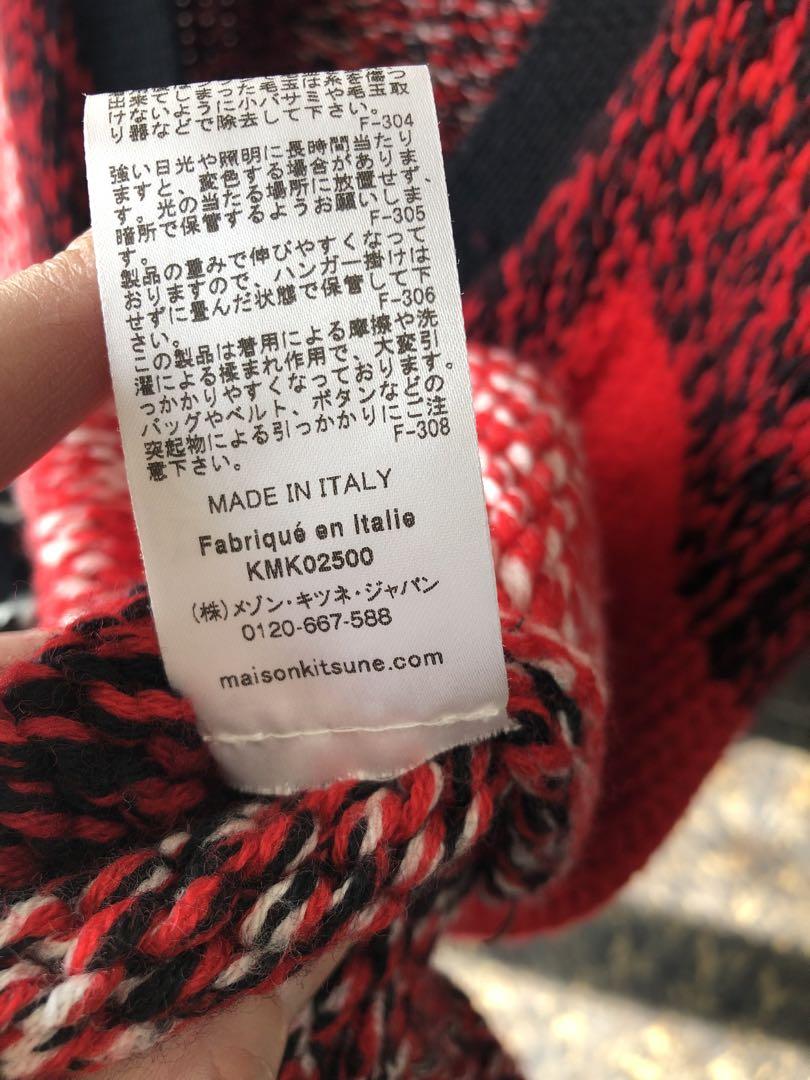 出来てしまった毛玉は糸を傷つ
けないように小バサミや毛玉取
り器などで除去して下さい。
F-304
強い日光や照明に長時間当たり
ますと、変色する場合がありま
す。光の当たる場所に放置せず、
暗所で保管するようお願いしま
す。
F-305
製品の重みで伸びやすくなって
おりますので、ハンガー掛けは
せずに畳んだ状態で保管して下
さい。
F-306
この製品は着用による摩擦や洗
濯による揉まれ作用で、大変引
っかかりやすくなっております。
バッグやベルト、ボタンなどの
突起物による引っかかりにご注
意下さい。
F-308
MADE IN ITALY
Fabriqué en Italie
KMK02500
(株)メゾン・キツネ・ジャパン
0120-667-588
maisonkitsune.com